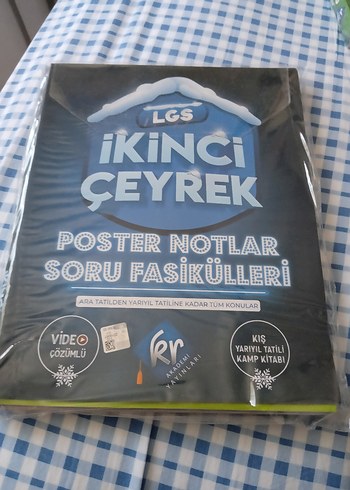 LGS
İKİNCİ
ÇEYREK
POSTER NOTLAR
SORU FASİKÜLLERİ
ARA TATİLDEN YARIYIL TATİLİNE KADAR TÜM KONULAR
VİDEO
ÇÖZÜMLÜ
kr
AKADEMİ
YAYINLARI
KIŞ
YARIYIL TATİLİ
KAMP KİTABI